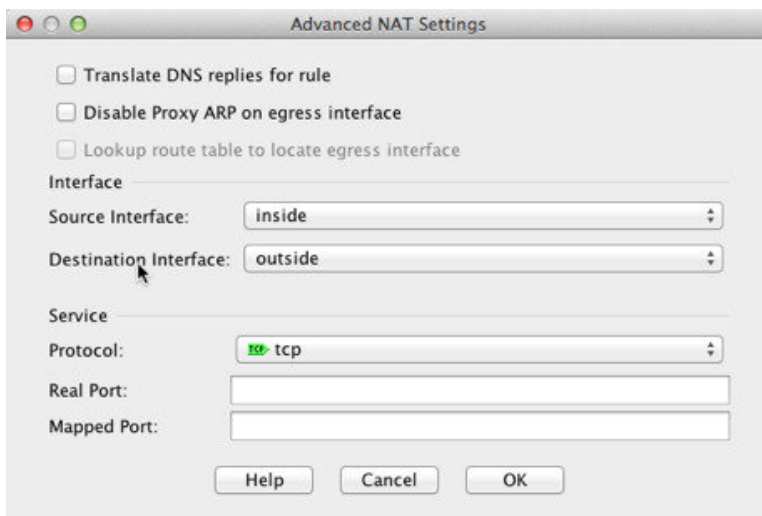 Advanced NAT Settings
Translate DNS replies for rule
Disable Proxy ARP on egress interface
Lookup route table to locate egress interface
Interface
Source Interface: inside
Destination Interface: outside
Service
Protocol: TCP tcp
Real Port:
Mapped Port:
Help Cancel OK